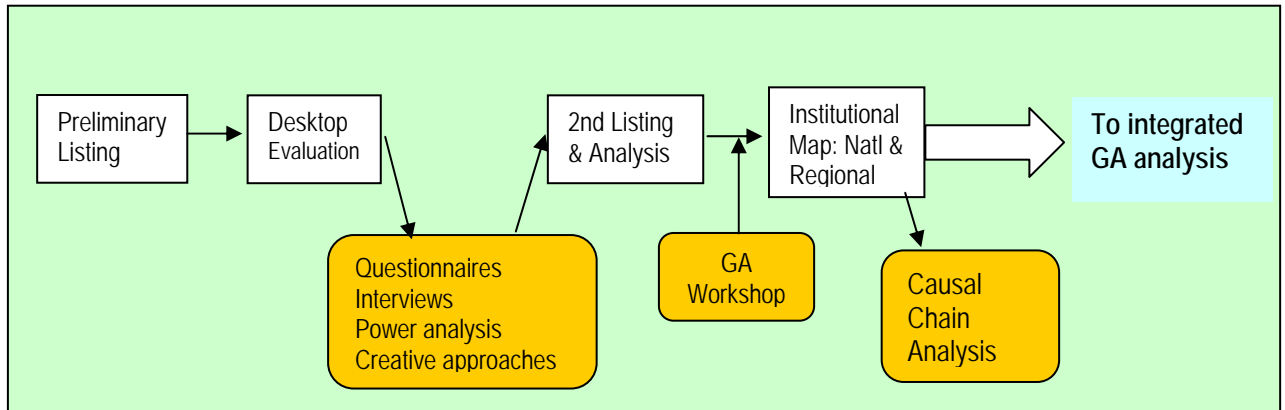 Preliminary
Listing
Desktop
Evaluation
2nd Listing
& Analysis
Institutional
Map: Natl &
Regional
To integrated
GA analysis
Questionnaires
Interviews
Power analysis
Creative approaches
GA
Workshop
Causal
Chain
Analysis